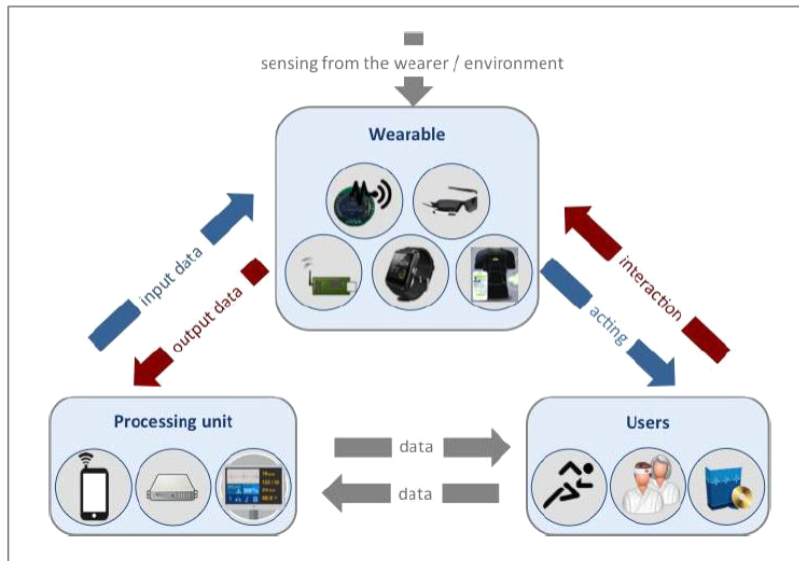 sensing from the wearer / environment
Wearable
input data
output data
interaction
acting
Processing unit
Users
data
data